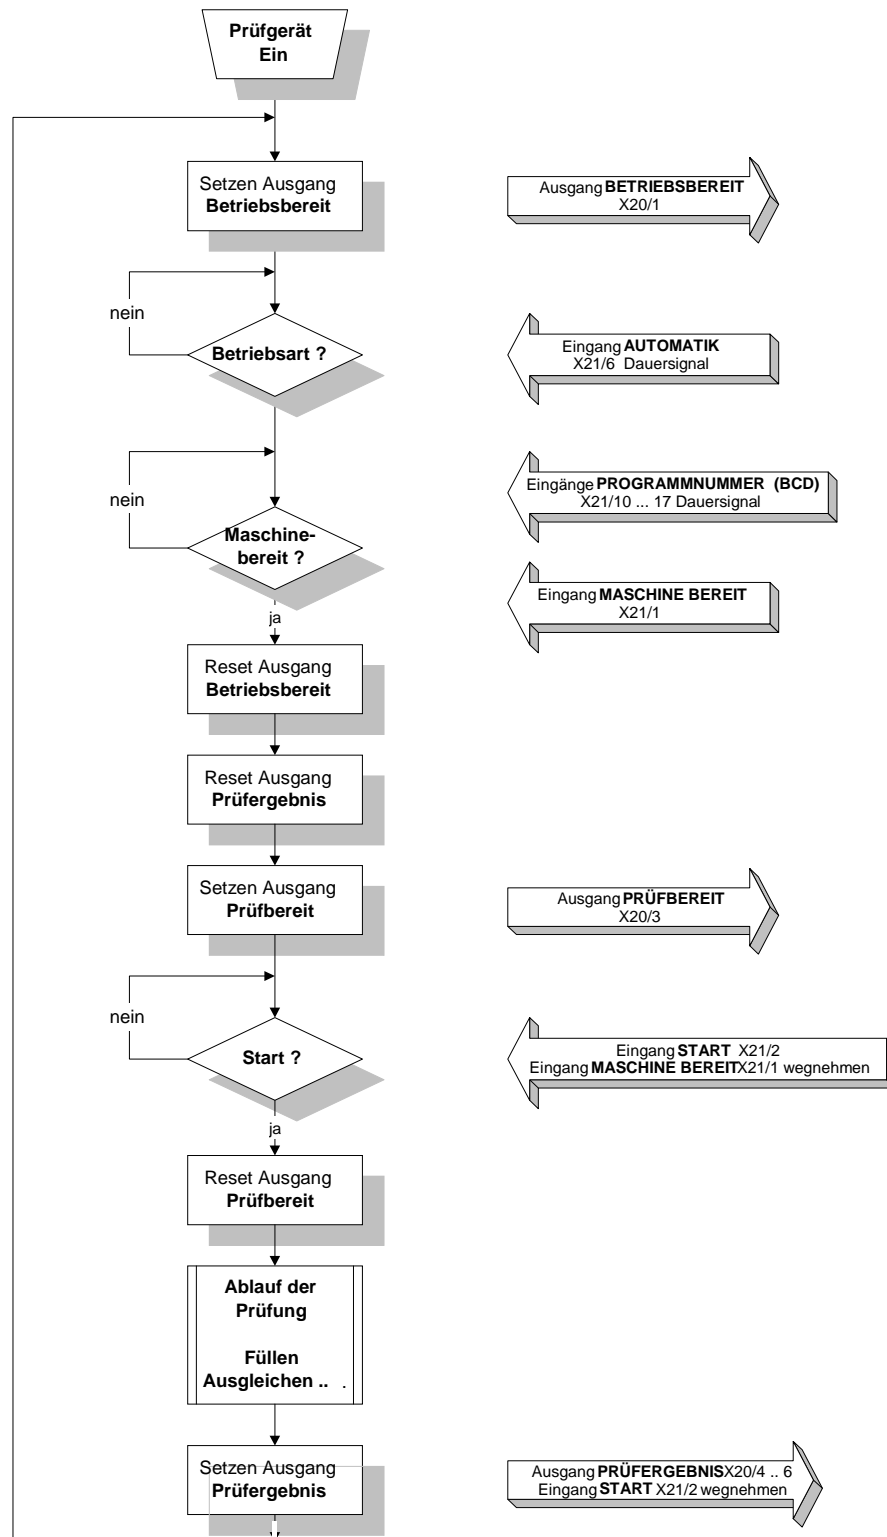 Prüfgerät
Ein
Setzen Ausgang
Betriebsbereit
Ausgang BETRIEBSBEREIT
X20/1
nein
Betriebsart ?
Eingang AUTOMATIK
X21/6 Dauersignal
nein
Maschine-
bereit ?
Eingänge PROGRAMMNUMMER (BCD)
X21/10 ... 17 Dauersignal
Eingang MASCHINE BEREIT
X21/1
ja
Reset Ausgang
Betriebsbereit
Reset Ausgang
Prüfergebnis
Setzen Ausgang
Prüfbereit
Ausgang PRÜFBEREIT
X20/3
nein
Start ?
Eingang START X21/2
Eingang MASCHINE BEREIT X21/1 wegnehmen
ja
Reset Ausgang
Prüfbereit
Ablauf der
Prüfung
Füllen
Ausgleichen .. .
Setzen Ausgang
Prüfergebnis
Ausgang PRÜFERGEBNIS X20/4 .. 6
Eingang START X21/2 wegnehmen